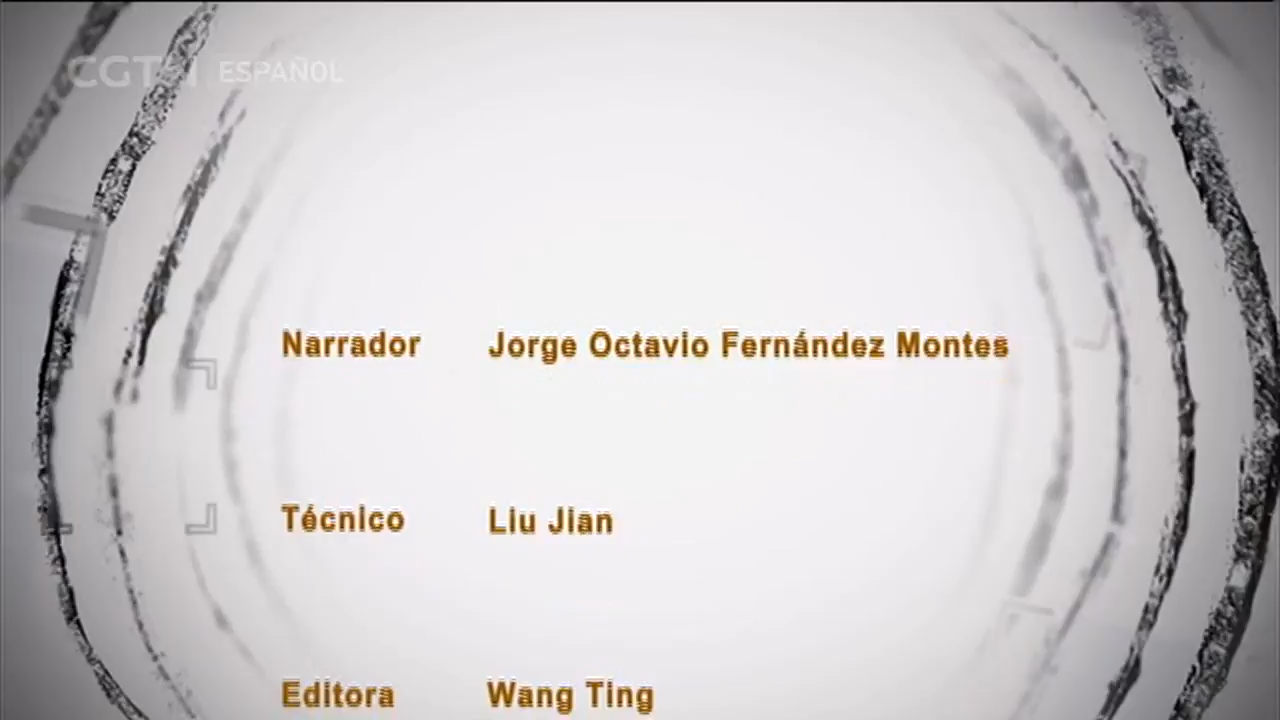 CGTN ESPAÑOL
Narrador Jorge Octavio Fernández Montes
Técnico Liu Jian
Editora Wang Ting